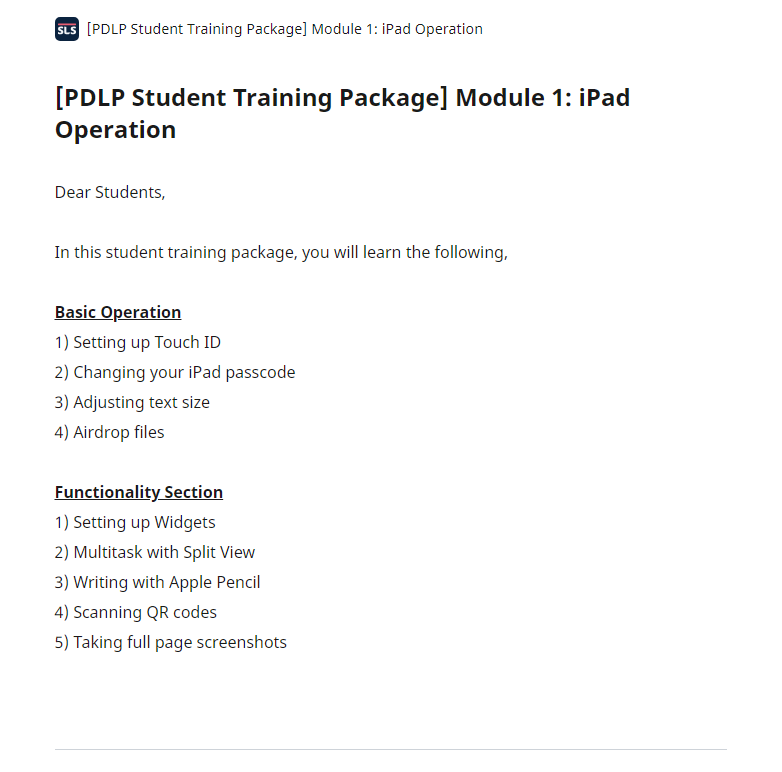 SLS [PDLP Student Training Package] Module 1: iPad Operation
[PDLP Student Training Package] Module 1: iPad
Operation
Dear Students,
In this student training package, you will learn the following,
Basic Operation
1) Setting up Touch ID
2) Changing your iPad passcode
3) Adjusting text size
4) Airdrop files
Functionality Section
1) Setting up Widgets
2) Multitask with Split View
3) Writing with Apple Pencil
4) Scanning QR codes
5) Taking full page screenshots